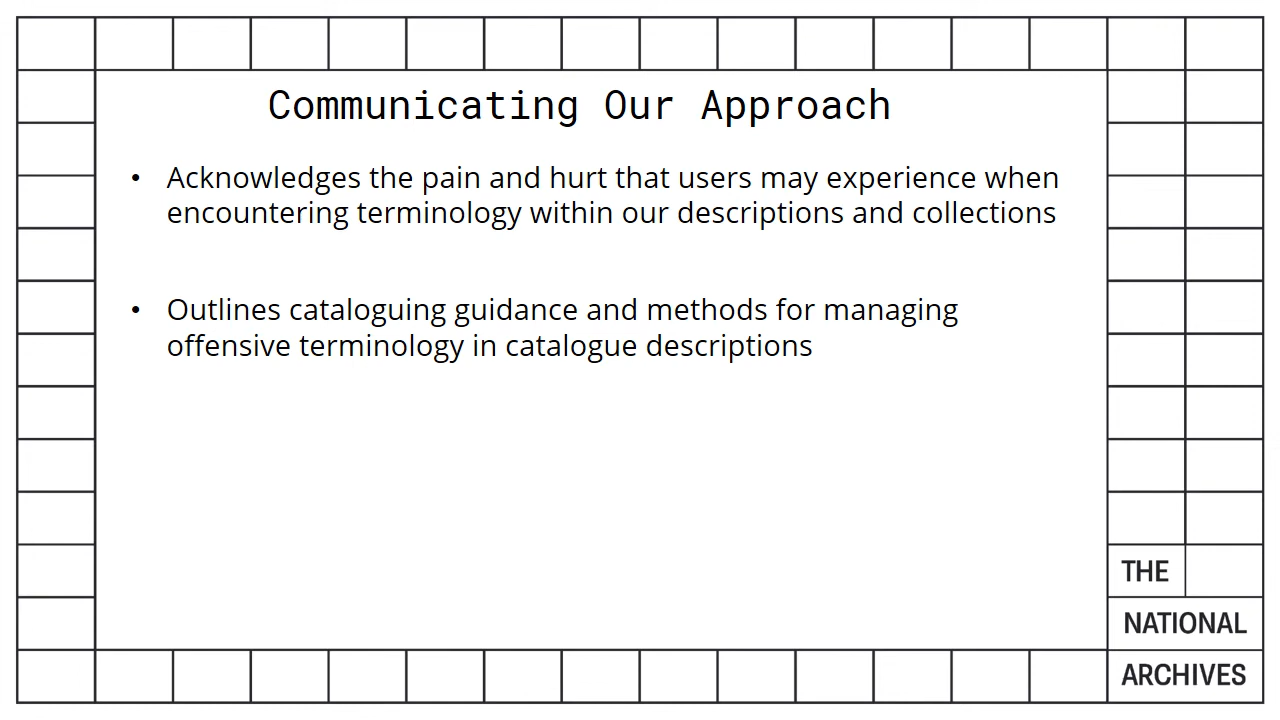 Communicating Our Approach
• Acknowledges the pain and hurt that users may experience when
encountering terminology within our descriptions and collections
• Outlines cataloguing guidance and methods for managing
offensive terminology in catalogue descriptions
THE
NATIONAL
ARCHIVES